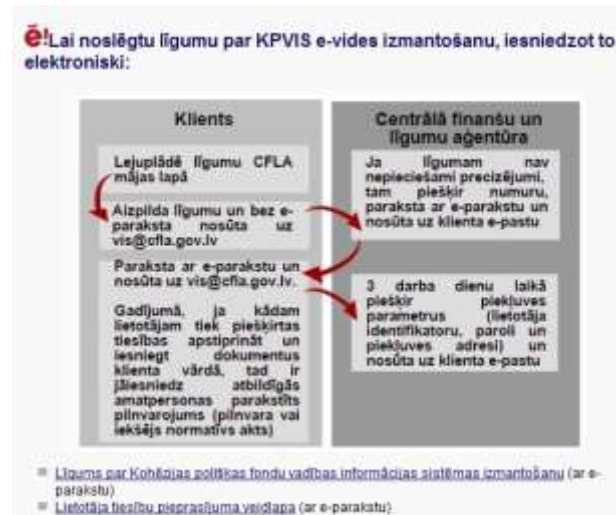 ē!Lai noslēgtu līgumu par KPVIS e-vides izmantošanu, iesniedzot to
elektroniski:
Klients
Lejuplādē līgumu CFLA
mājas lapā
Aizpilda līgumu un bez e-
paraksta nosūta uz
vis@cfla.gov.lv
Paraksta ar e-parakstu un
nosūta uz vis@cfla.gov.lv.
Gadījumā, ja kādam
lietotājam tiek piešķirtas
tiesības apstiprināt un
iesniegt dokumentus
klienta vārdā, tad ir
jāiesniedz atbildīgās
amatpersonas parakstīts
pilnvarojums (pilnvara vai
iekšējs normatīvs akts)
Centrālā finanšu un
līgumu aģentūra
Ja līgumam nav
nepieciešami precizējumi,
tam piešķir numuru,
paraksta ar e-parakstu un
nosūta uz klienta e-pastu
3 darba dienu laikā
piešķir piekļuves
parametrus (lietotāja
identifikatoru, paroli un
piekļuves adresi) un
nosūta uz klienta e-pastu
Līgums par Kohēzijas politikas fondu vadības informācijas sistēmas izmantošanu (ar e-
parakstu)
Lietotāja tiesību pieprasījuma veidlapa (ar e-parakstu)